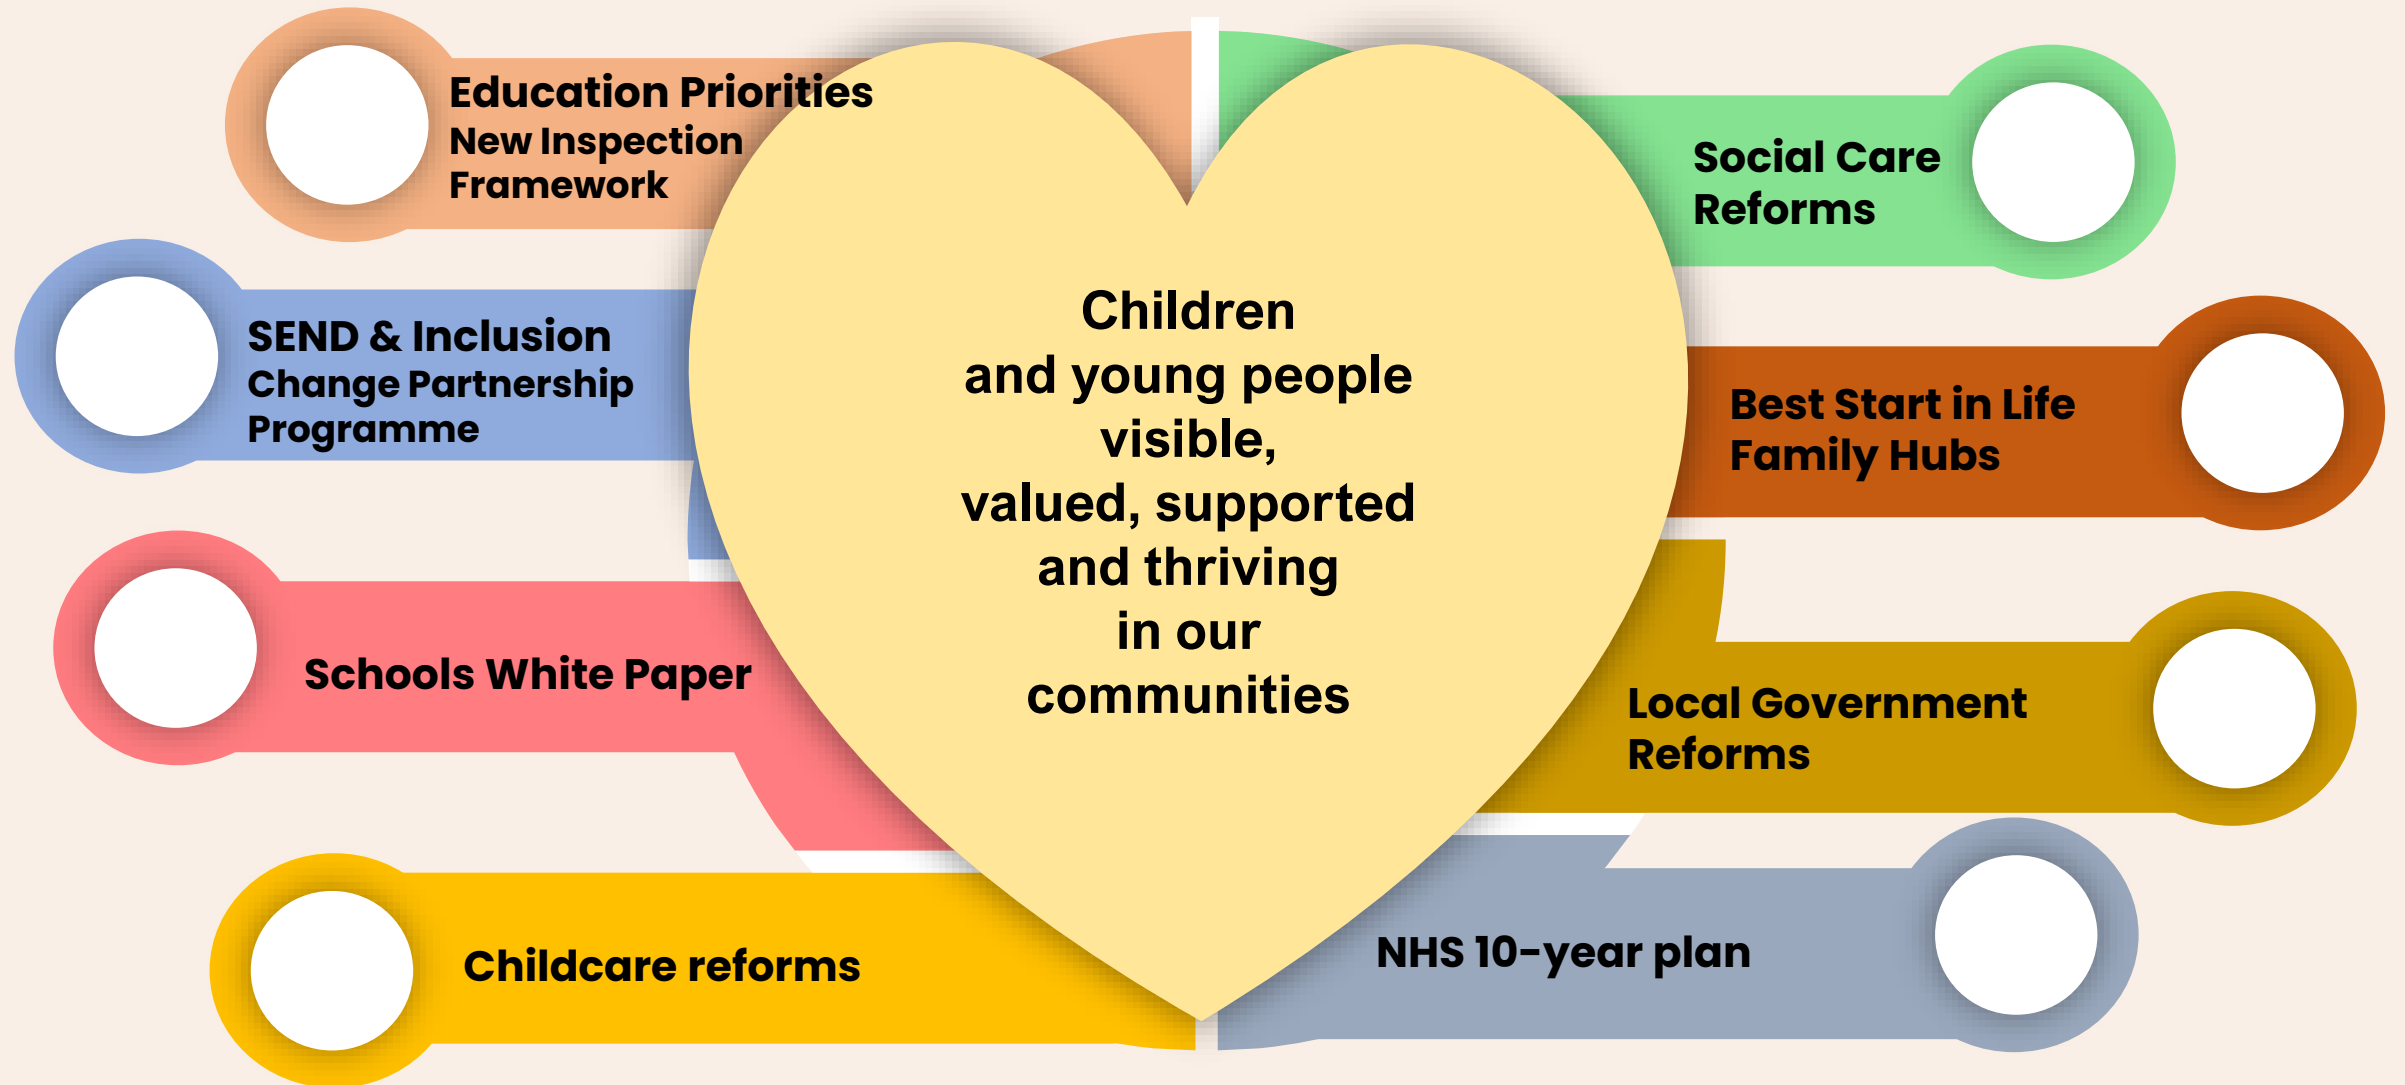 Education Priorities
New Inspection
Framework
SEND & Inclusion
Change Partnership
Programme
Schools White Paper
Childcare reforms
Children
and young people
visible,
valued, supported
and thriving
in our
communities
Social Care
Reforms
Best Start in Life
Family Hubs
Local Government
Reforms
NHS 10-year plan